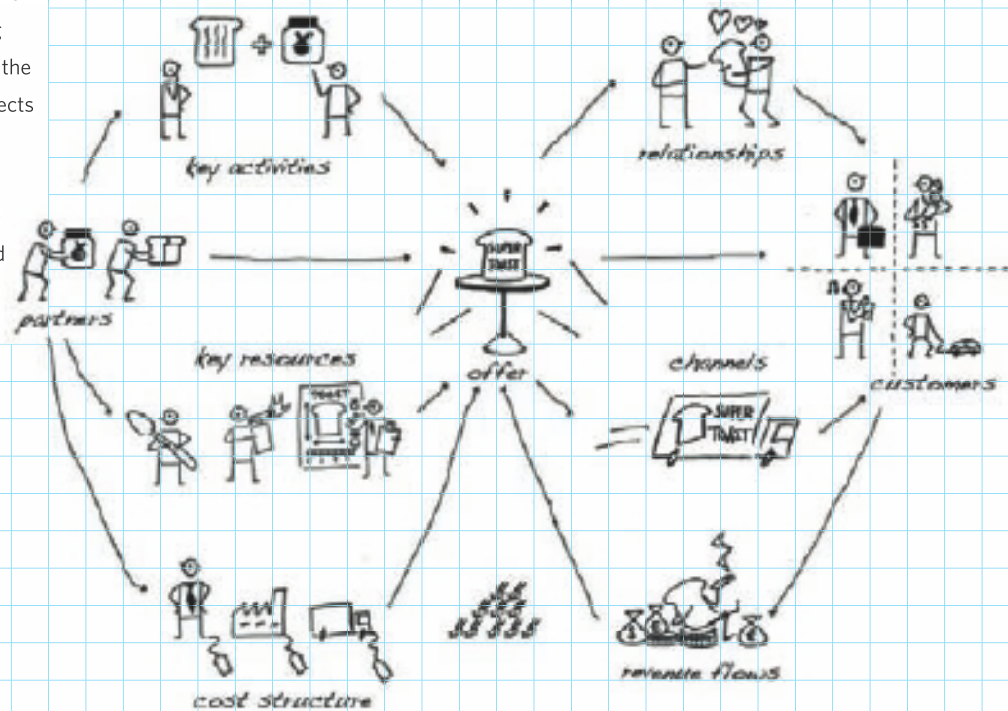 the
ects
key activities
relationships
SUPER
TOAST
partners
key resources
offer
channels
customers
TOAST
SUPER
TOAST
cost structure
revenue flows